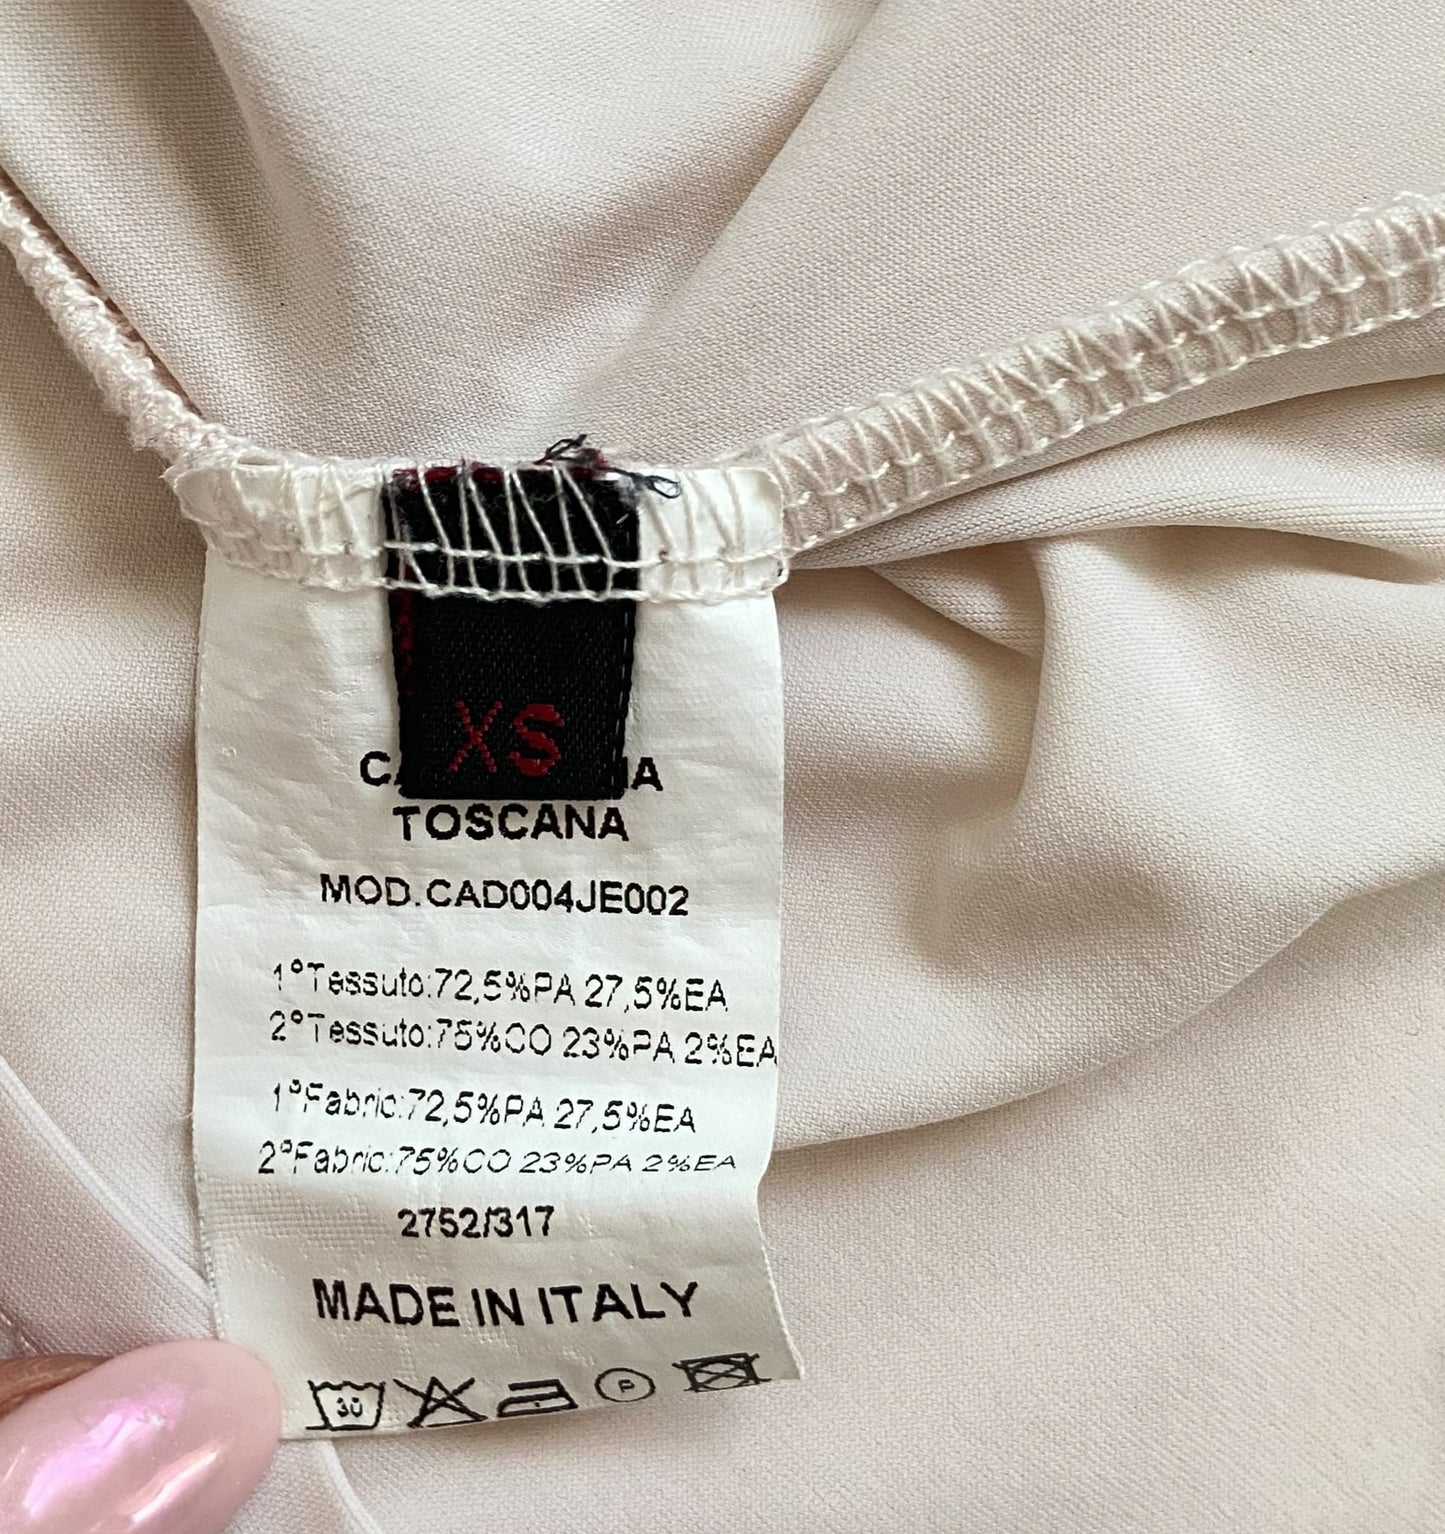 XS
TOSCANA
MOD.CAD004JE002
1°Tessuto:72,5%PA 27,5%EA
2°Tessuto:75%CO 23%PA 2%EA
1°Fabric:72,5%PA 27,5%EA
2°Fabric:75%CO 23%PA 2%EA
2752/317
MADE IN ITALY
30
P